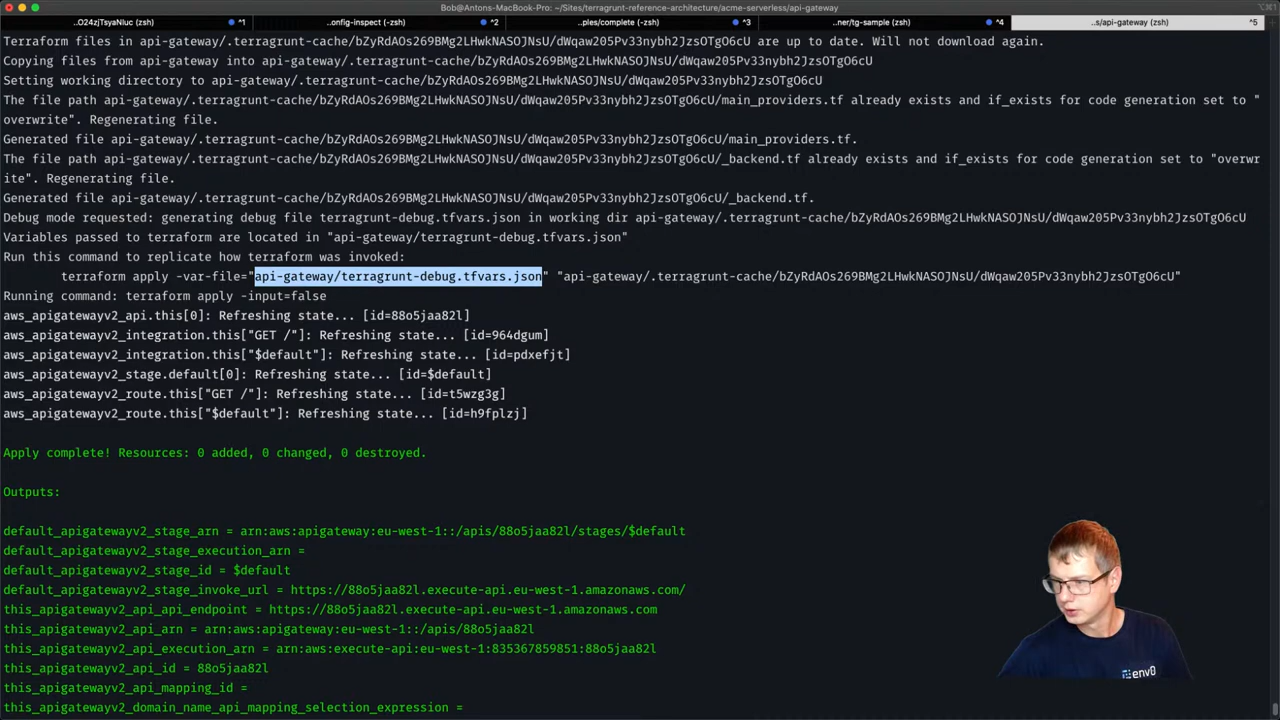 Bob@Antons-MacBook-Pro: ~/Sites/terragrunt-reference-architecture/acme-serverless/api-gateway
⌥⌘1
..O24zjTsyaNluc (zsh) ⌃1 ..onfig-inspect (-zsh) ⌃2 ..ples/complete (-zsh) ⌃3 ..ner/tg-sample (zsh) ⌃4 ..s/api-gateway (zsh) ⌃5
Terraform files in api-gateway/.terragrunt-cache/bZyRdAOs269BMg2LHwkNASOJNsU/dWqaw205Pv33nybh2JzsOTgO6cU are up to date. Will not download again.
Copying files from api-gateway into api-gateway/.terragrunt-cache/bZyRdAOs269BMg2LHwkNASOJNsU/dWqaw205Pv33nybh2JzsOTgO6cU
Setting working directory to api-gateway/.terragrunt-cache/bZyRdAOs269BMg2LHwkNASOJNsU/dWqaw205Pv33nybh2JzsOTgO6cU
The file path api-gateway/.terragrunt-cache/bZyRdAOs269BMg2LHwkNASOJNsU/dWqaw205Pv33nybh2JzsOTgO6cU/main_providers.tf already exists and if_exists for code generation set to "
overwrite". Regenerating file.
Generated file api-gateway/.terragrunt-cache/bZyRdAOs269BMg2LHwkNASOJNsU/dWqaw205Pv33nybh2JzsOTgO6cU/main_providers.tf.
The file path api-gateway/.terragrunt-cache/bZyRdAOs269BMg2LHwkNASOJNsU/dWqaw205Pv33nybh2JzsOTgO6cU/_backend.tf already exists and if_exists for code generation set to "overwr
ite". Regenerating file.
Generated file api-gateway/.terragrunt-cache/bZyRdAOs269BMg2LHwkNASOJNsU/dWqaw205Pv33nybh2JzsOTgO6cU/_backend.tf.
Debug mode requested: generating debug file terragrunt-debug.tfvars.json in working dir api-gateway/.terragrunt-cache/bZyRdAOs269BMg2LHwkNASOJNsU/dWqaw205Pv33nybh2JzsOTgO6cU
Variables passed to terraform are located in "api-gateway/terragrunt-debug.tfvars.json"
Run this command to replicate how terraform was invoked:
terraform apply -var-file="api-gateway/terragrunt-debug.tfvars.json" "api-gateway/.terragrunt-cache/bZyRdAOs269BMg2LHwkNASOJNsU/dWqaw205Pv33nybh2JzsOTgO6cU"
Running command: terraform apply -input=false
aws_apigatewayv2_api.this[0]: Refreshing state... [id=88o5jaa82l]
aws_apigatewayv2_integration.this["GET /"]: Refreshing state... [id=964dgum]
aws_apigatewayv2_integration.this["$default"]: Refreshing state... [id=pdxefjt]
aws_apigatewayv2_stage.default[0]: Refreshing state... [id=$default]
aws_apigatewayv2_route.this["GET /"]: Refreshing state... [id=t5wzg3g]
aws_apigatewayv2_route.this["$default"]: Refreshing state... [id=h9fplzj]
Apply complete! Resources: 0 added, 0 changed, 0 destroyed.
Outputs:
default_apigatewayv2_stage_arn = arn:aws:apigateway:eu-west-1::/apis/88o5jaa82l/stages/$default
default_apigatewayv2_stage_execution_arn =
default_apigatewayv2_stage_id = $default
default_apigatewayv2_stage_invoke_url = https://88o5jaa82l.execute-api.eu-west-1.amazonaws.com/
this_apigatewayv2_api_api_endpoint = https://88o5jaa82l.execute-api.eu-west-1.amazonaws.com
this_apigatewayv2_api_arn = arn:aws:apigateway:eu-west-1::/apis/88o5jaa82l
this_apigatewayv2_api_execution_arn = arn:aws:execute-api:eu-west-1:835367859851:88o5jaa82l
this_apigatewayv2_api_id = 88o5jaa82l
this_apigatewayv2_api_mapping_id =
this_apigatewayv2_domain_name_api_mapping_selection_expression =
env0